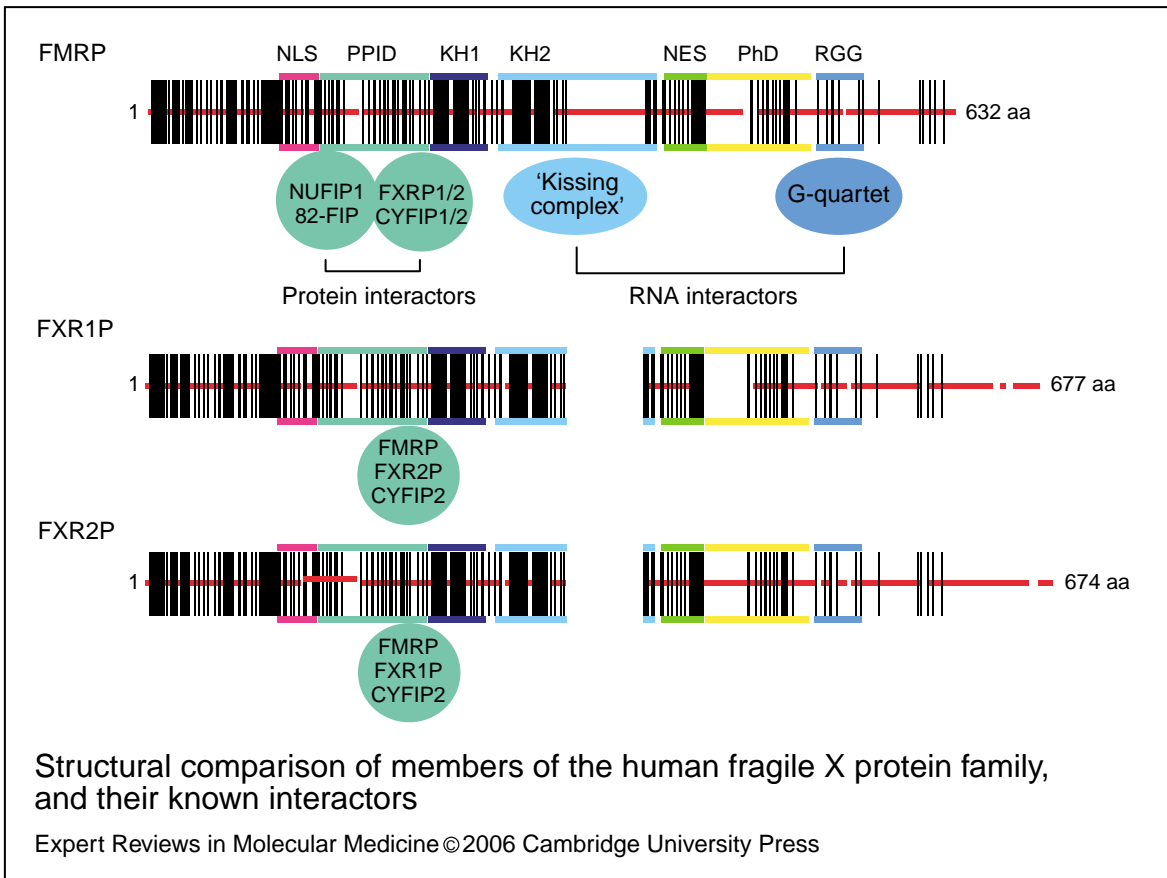 FMRP
NLS PPID KH1 KH2 NES PhD RGG
1
632 aa
NUFIP1
82-FIP
FXRP1/2
CYFIP1/2
‘Kissing
complex’
G-quartet
Protein interactors
RNA interactors
FXR1P
1
677 aa
FMRP
FXR2P
CYFIP2
FXR2P
1
674 aa
FMRP
FXR1P
CYFIP2
Structural comparison of members of the human fragile X protein family,
and their known interactors
Expert Reviews in Molecular Medicine © 2006 Cambridge University Press